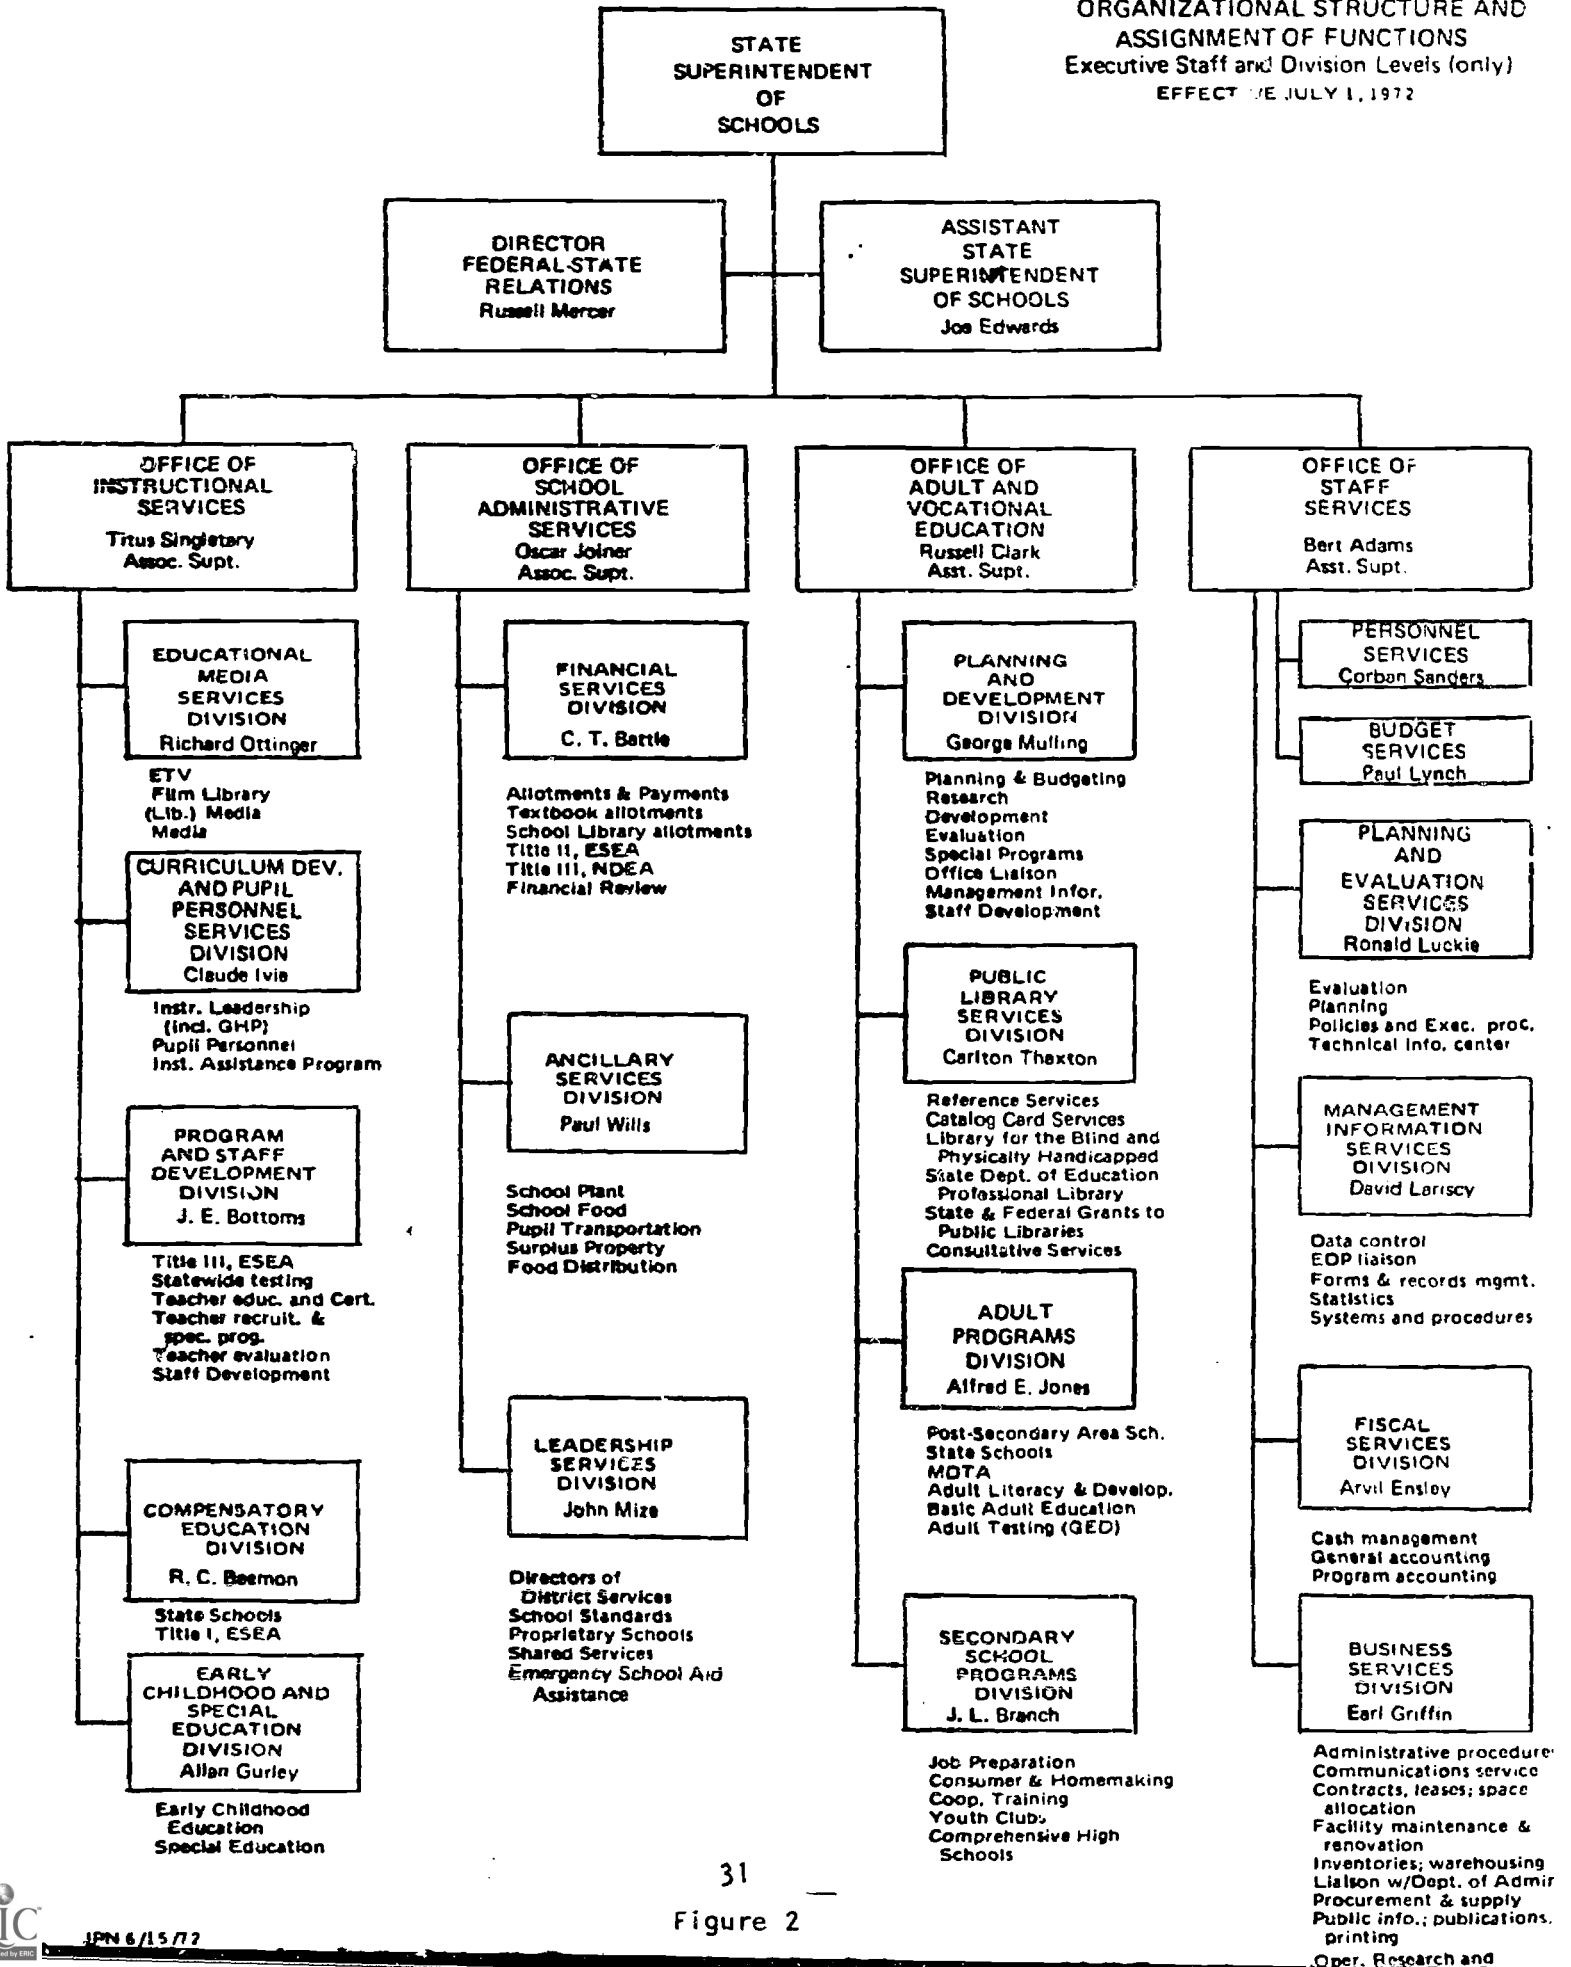 ORGANIZATIONAL STRUCTURE AND
ASSIGNMENT OF FUNCTIONS
Executive Staff and Division Levels (only)
EFFECT VE JULY 1, 1972
STATE
SUPERINTENDENT
OF
SCHOOLS
DIRECTOR
FEDERAL-STATE
RELATIONS
Russell Mercer
ASSISTANT
STATE
SUPERINTENDENT
OF SCHOOLS
Joe Edwards
OFFICE OF
INSTRUCTIONAL
SERVICES
Titus Singletary
Assoc. Supt.
EDUCATIONAL
MEDIA
SERVICES
DIVISION
Richard Ottinger
ETV
Film Library
(Lib.) Media
Media
CURRICULUM DEV.
AND PUPIL
PERSONNEL
SERVICES
DIVISION
Claude Ivie
Instr. Leadership
(incl. GHP)
Pupil Personnel
Inst. Assistance Program
PROGRAM
AND STAFF
DEVELOPMENT
DIVISION
J. E. Bottoms
Title III, ESEA
Statewide testing
Teacher educ. and Cert.
Teacher recruit. &
spec. prog.
Teacher evaluation
Staff Development
COMPENSATORY
EDUCATION
DIVISION
R. C. Beemon
State Schools
Title I, ESEA
EARLY
CHILDHOOD AND
SPECIAL
EDUCATION
DIVISION
Allan Gurley
Early Childhood
Education
Special Education
OFFICE OF
SCHOOL
ADMINISTRATIVE
SERVICES
Oscar Joiner
Assoc. Supt.
FINANCIAL
SERVICES
DIVISION
C. T. Battle
Allotments & Payments
Textbook allotments
School Library allotments
Title II, ESEA
Title III, NDEA
Financial Review
ANCILLARY
SERVICES
DIVISION
Paul Wills
School Plant
School Food
Pupil Transportation
Surplus Property
Food Distribution
LEADERSHIP
SERVICES
DIVISION
John Mize
Directors of
District Services
School Standards
Proprietary Schools
Shared Services
Emergency School Aid
Assistance
OFFICE OF
ADULT AND
VOCATIONAL
EDUCATION
Russell Clark
Asst. Supt.
PLANNING
AND
DEVELOPMENT
DIVISION
George Mulling
Planning & Budgeting
Research
Development
Evaluation
Special Programs
Office Liaison
Management Infor.
Staff Development
PUBLIC
LIBRARY
SERVICES
DIVISION
Carlton Thaxton
Reference Services
Catalog Card Services
Library for the Blind and
Physically Handicapped
State Dept. of Education
Professional Library
State & Federal Grants to
Public Libraries
Consultative Services
ADULT
PROGRAMS
DIVISION
Alfred E. Jones
Post-Secondary Area Sch.
State Schools
MDTA
Adult Literacy & Develop.
Basic Adult Education
Adult Testing (GED)
SECONDARY
SCHOOL
PROGRAMS
DIVISION
J. L. Branch
Job Preparation
Consumer & Homemaking
Coop. Training
Youth Clubs
Comprehensive High
Schools
OFFICE OF
STAFF
SERVICES
Bert Adams
Asst. Supt.
PERSONNEL
SERVICES
Corban Sanders
BUDGET
SERVICES
Paul Lynch
PLANNING
AND
EVALUATION
SERVICES
DIVISION
Ronald Luckie
Evaluation
Planning
Policies and Exec. proc.
Technical info. center
MANAGEMENT
INFORMATION
SERVICES
DIVISION
David Lariscy
Data control
EOP liaison
Forms & records mgmt.
Statistics
Systems and procedures
FISCAL
SERVICES
DIVISION
Arvil Ensley
Cash management
General accounting
Program accounting
BUSINESS
SERVICES
DIVISION
Earl Griffin
Administrative procedure
Communications service
Contracts, leases; space
allocation
Facility maintenance &
renovation
Inventories; warehousing
Liaison w/Dept. of Admin
Procurement & supply
Public info.; publications,
printing
Oper. Research and
31
Figure 2
JPN 6/15/72
IC
ed by ERIC